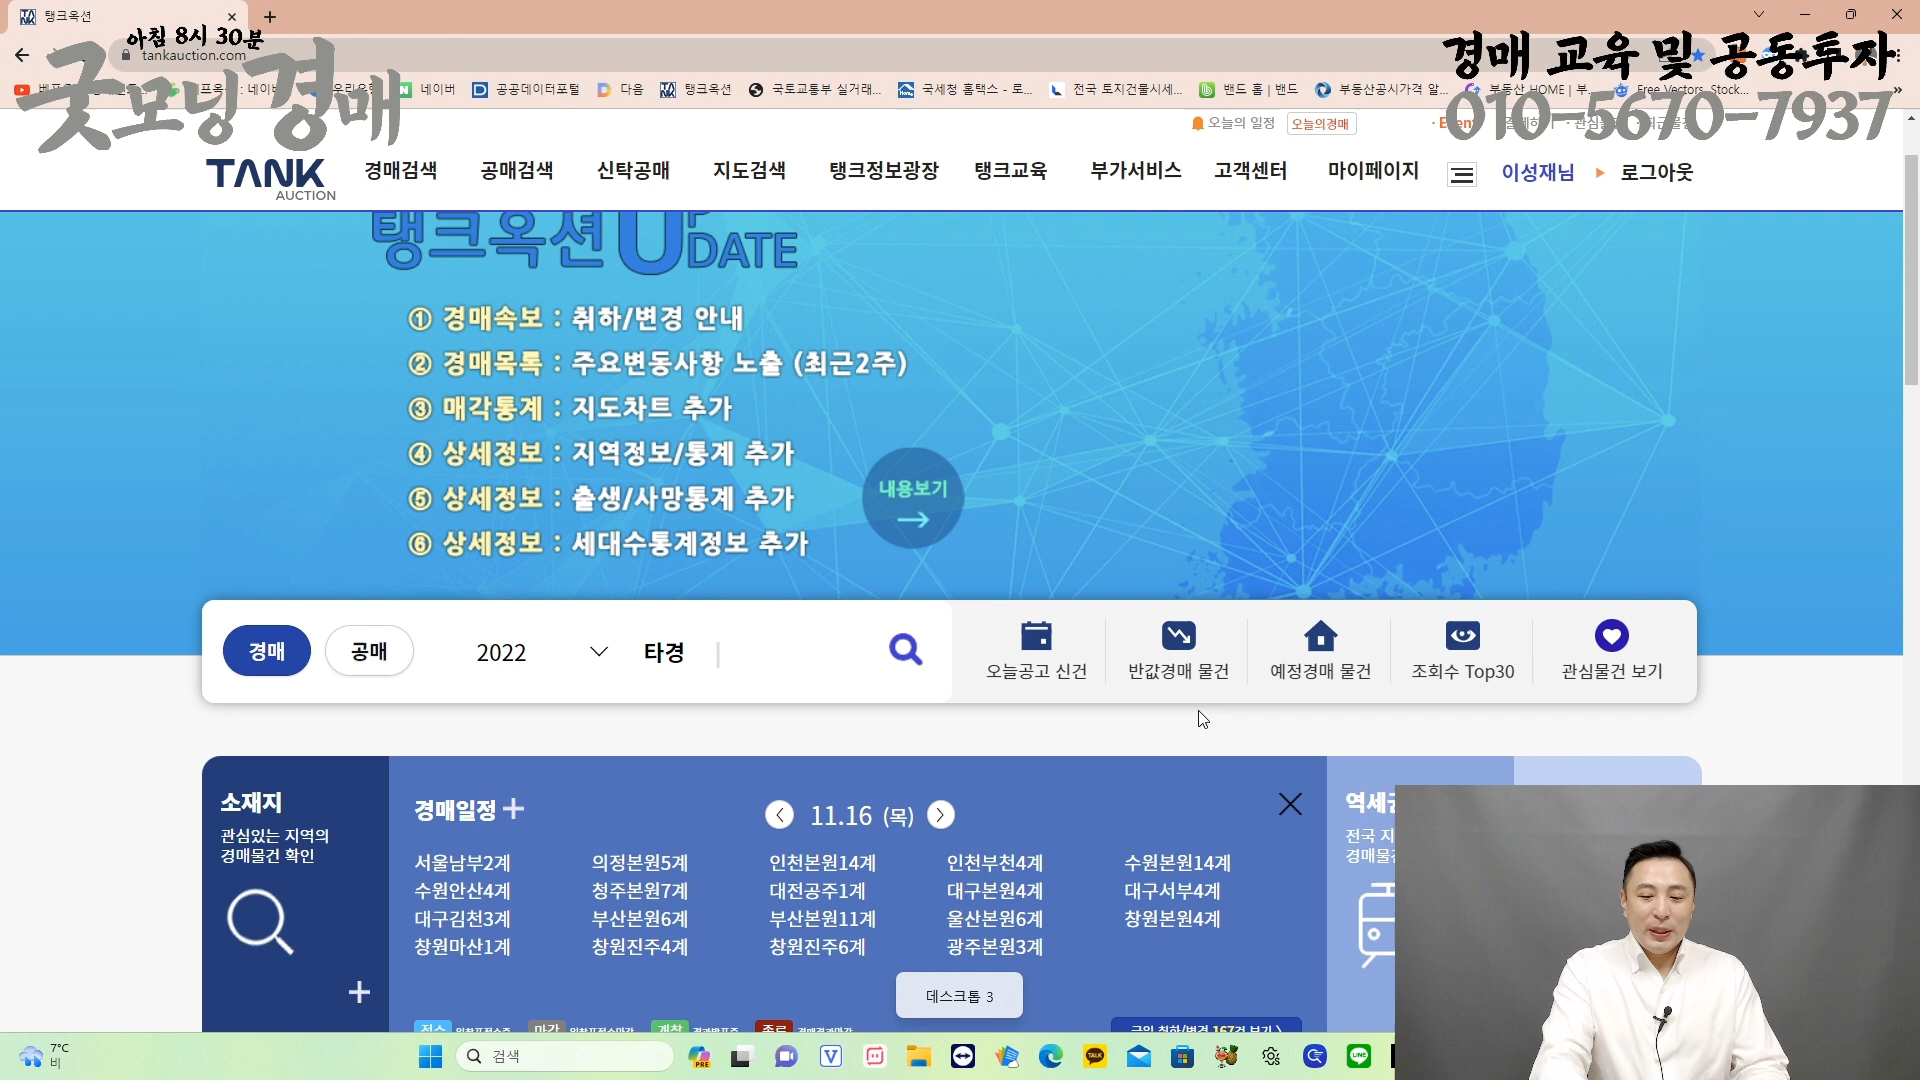 탱크옥션
아침 8시 30분
굿모닝경매
tankauction.com
경매 교육 및 공동투자
010-5670-7937
네이버
공공데이터포털
다음
탱크옥션
국토교통부 실거래...
국세청 홈택스 - 로...
전국 토지건물시세...
밴드 홈 | 밴드
부동산공시가격 알...
부동산 HOME | 부...
Free Vectors, Stock...
오늘의 일정
오늘의경매
TANK
AUCTION
경매검색
공매검색
신탁공매
지도검색
탱크정보광장
탱크교육
부가서비스
고객센터
마이페이지
이성재님
로그아웃
탱크옥션 UPDATE
① 경매속보 : 취하/변경 안내
② 경매목록 : 주요변동사항 노출 (최근2주)
③ 매각통계 : 지도차트 추가
④ 상세정보 : 지역정보/통계 추가
⑤ 상세정보 : 출생/사망통계 추가
⑥ 상세정보 : 세대수통계정보 추가
내용보기
경매
공매
2022
타경
오늘공고 신건
반값경매 물건
예정경매 물건
조회수 Top30
관심물건 보기
소재지
관심있는 지역의
경매물건 확인
경매일정
11.16 (목)
서울남부2계 의정본원5계 인천본원14계 인천부천4계 수원본원14계
수원안산4계 청주본원7계 대전공주1계 대구본원4계 대구서부4계
대구김천3계 부산본원6계 부산본원11계 울산본원6계 창원본원4계
창원마산1계 창원진주4계 창원진주6계 광주본원3계
전국 지
경매물
데스크톱 3
7°C
비
검색